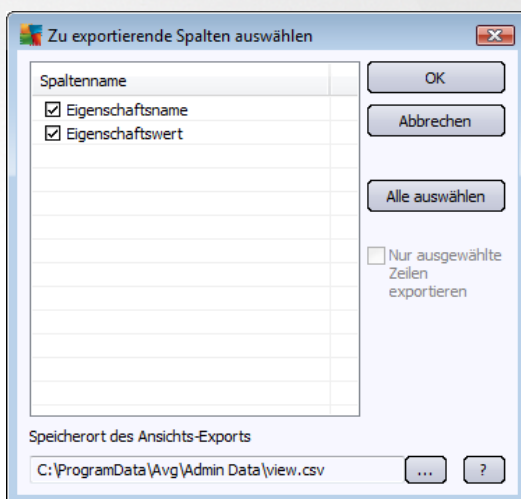 Zu exportierende Spalten auswählen
Spaltenname
Eigenschaftsname
Eigenschaftswert
OK
Abbrechen
Alle auswählen
Nur ausgewählte
Zeilen
exportieren
Speicherort des Ansichts-Exports
C:\ProgramData\Avg\Admin Data\view.csv
...
?